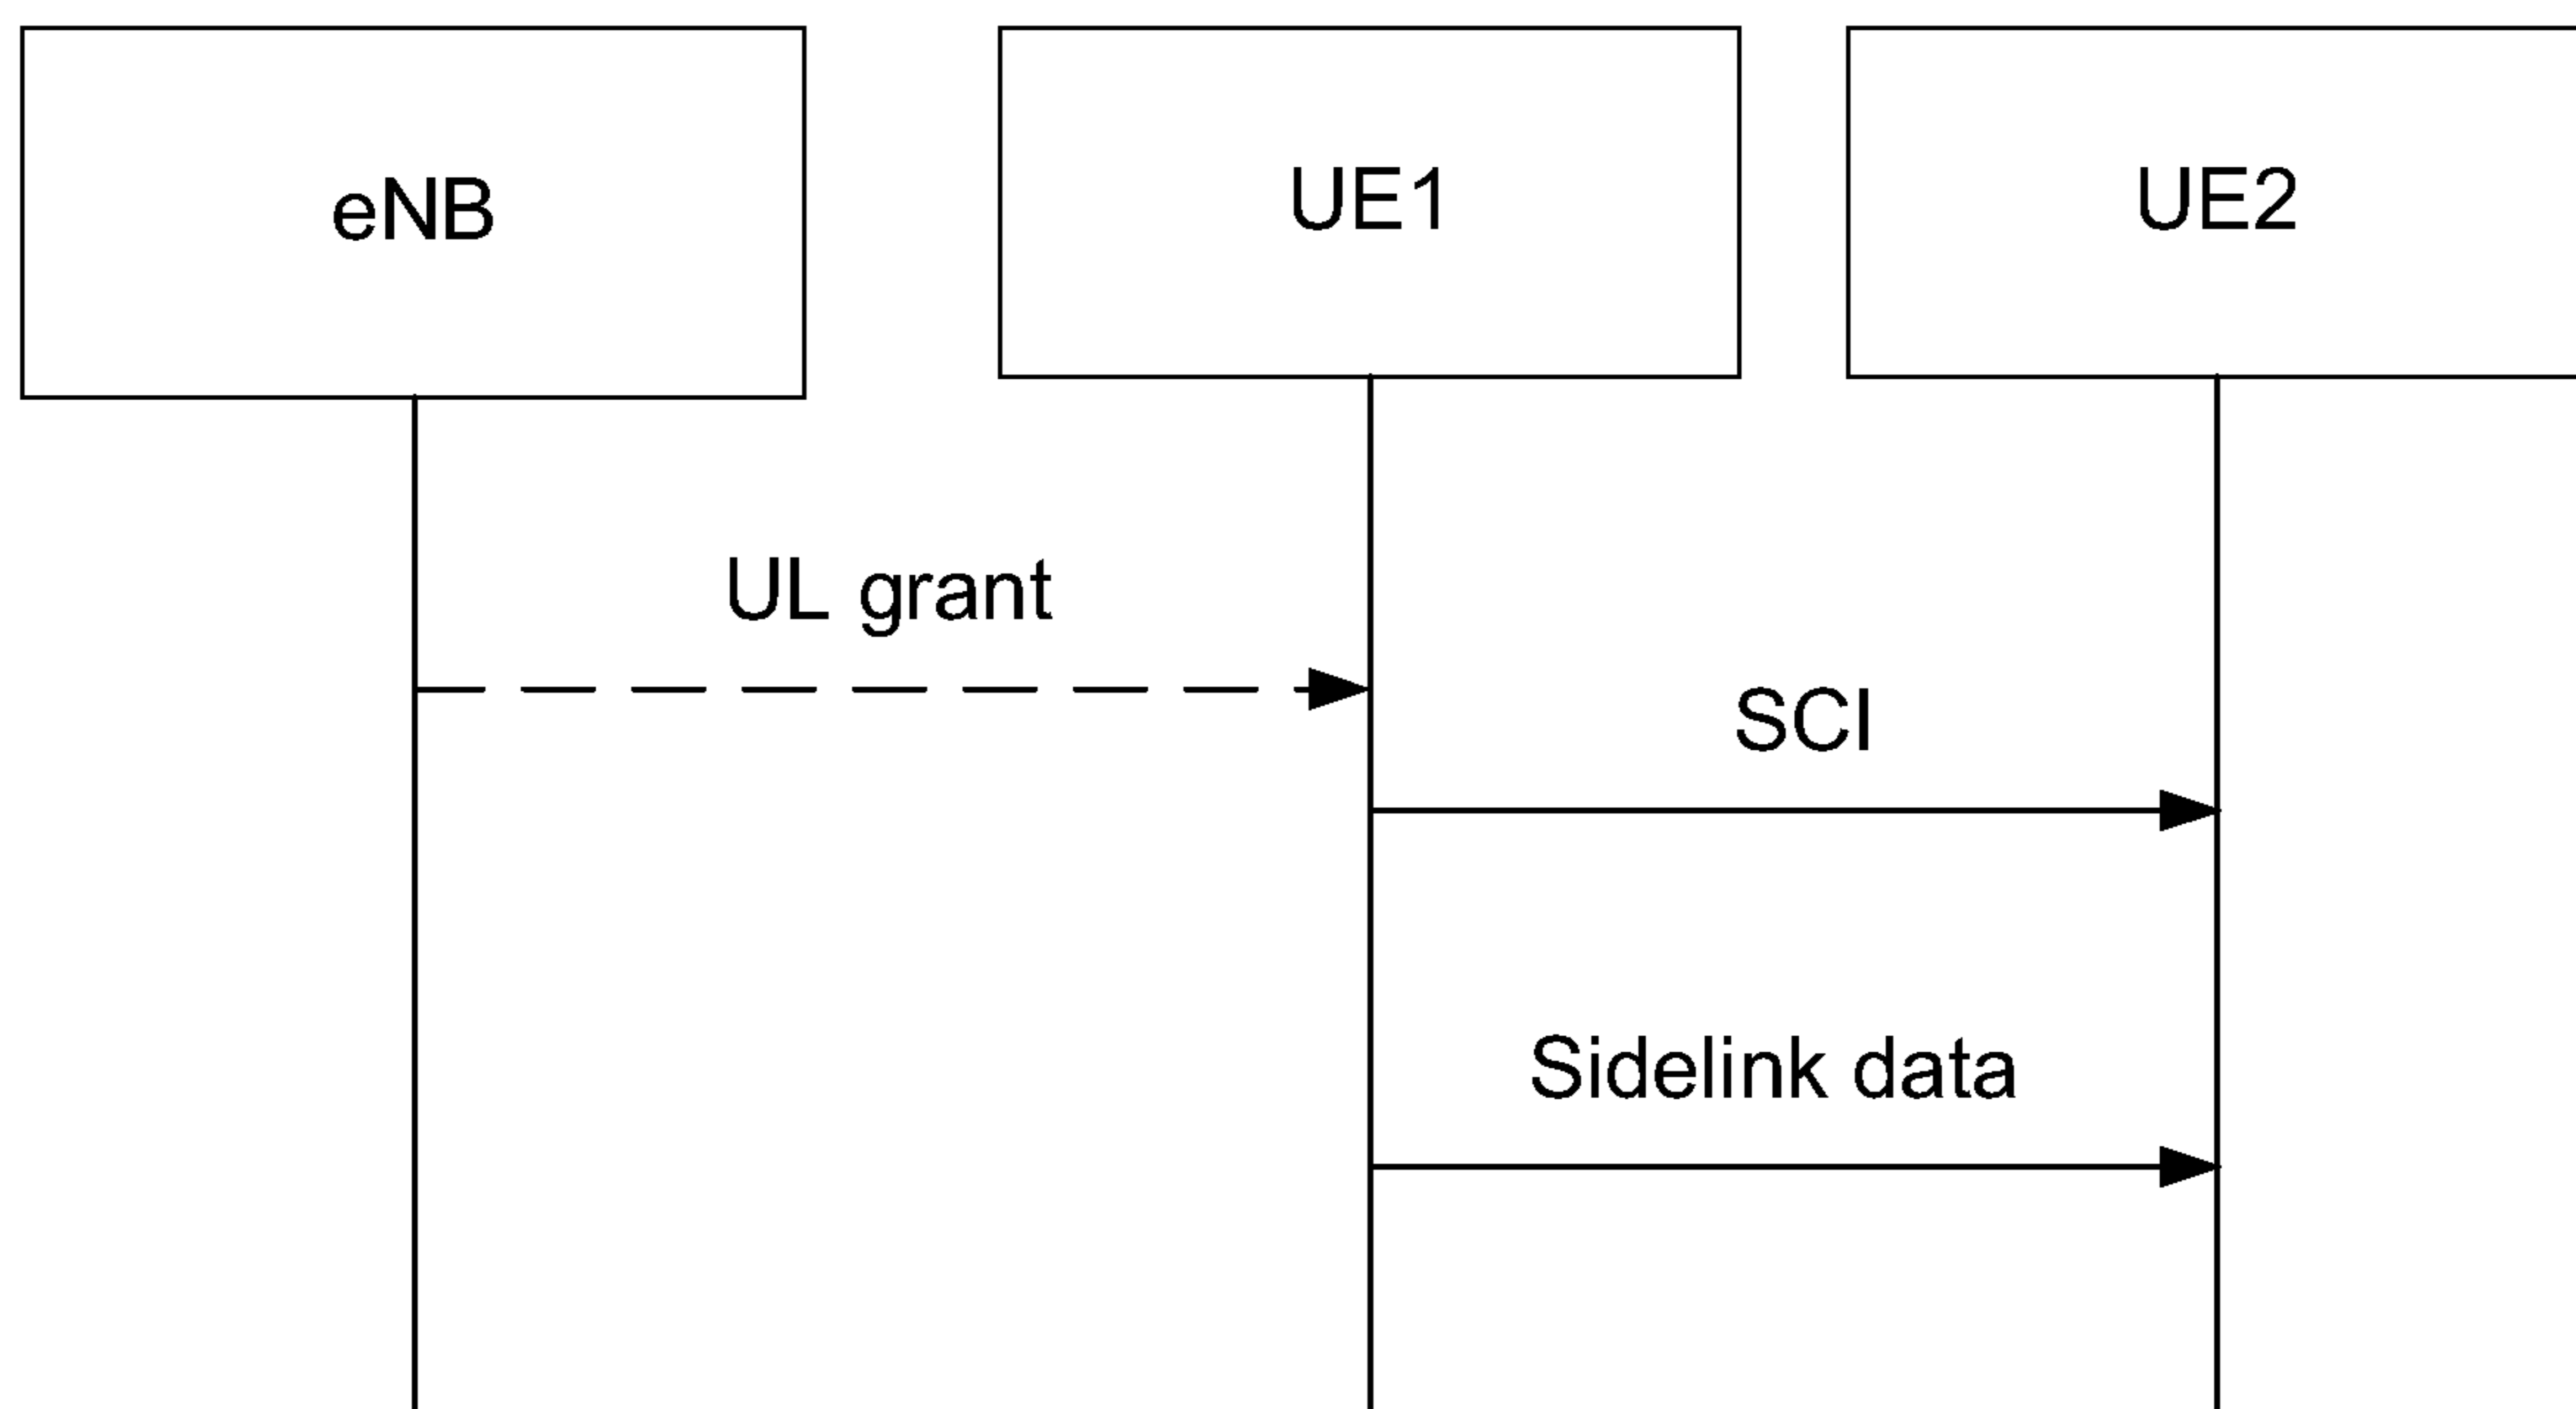 eNB
UE1
UE2
UL grant
SCI
Sidelink data